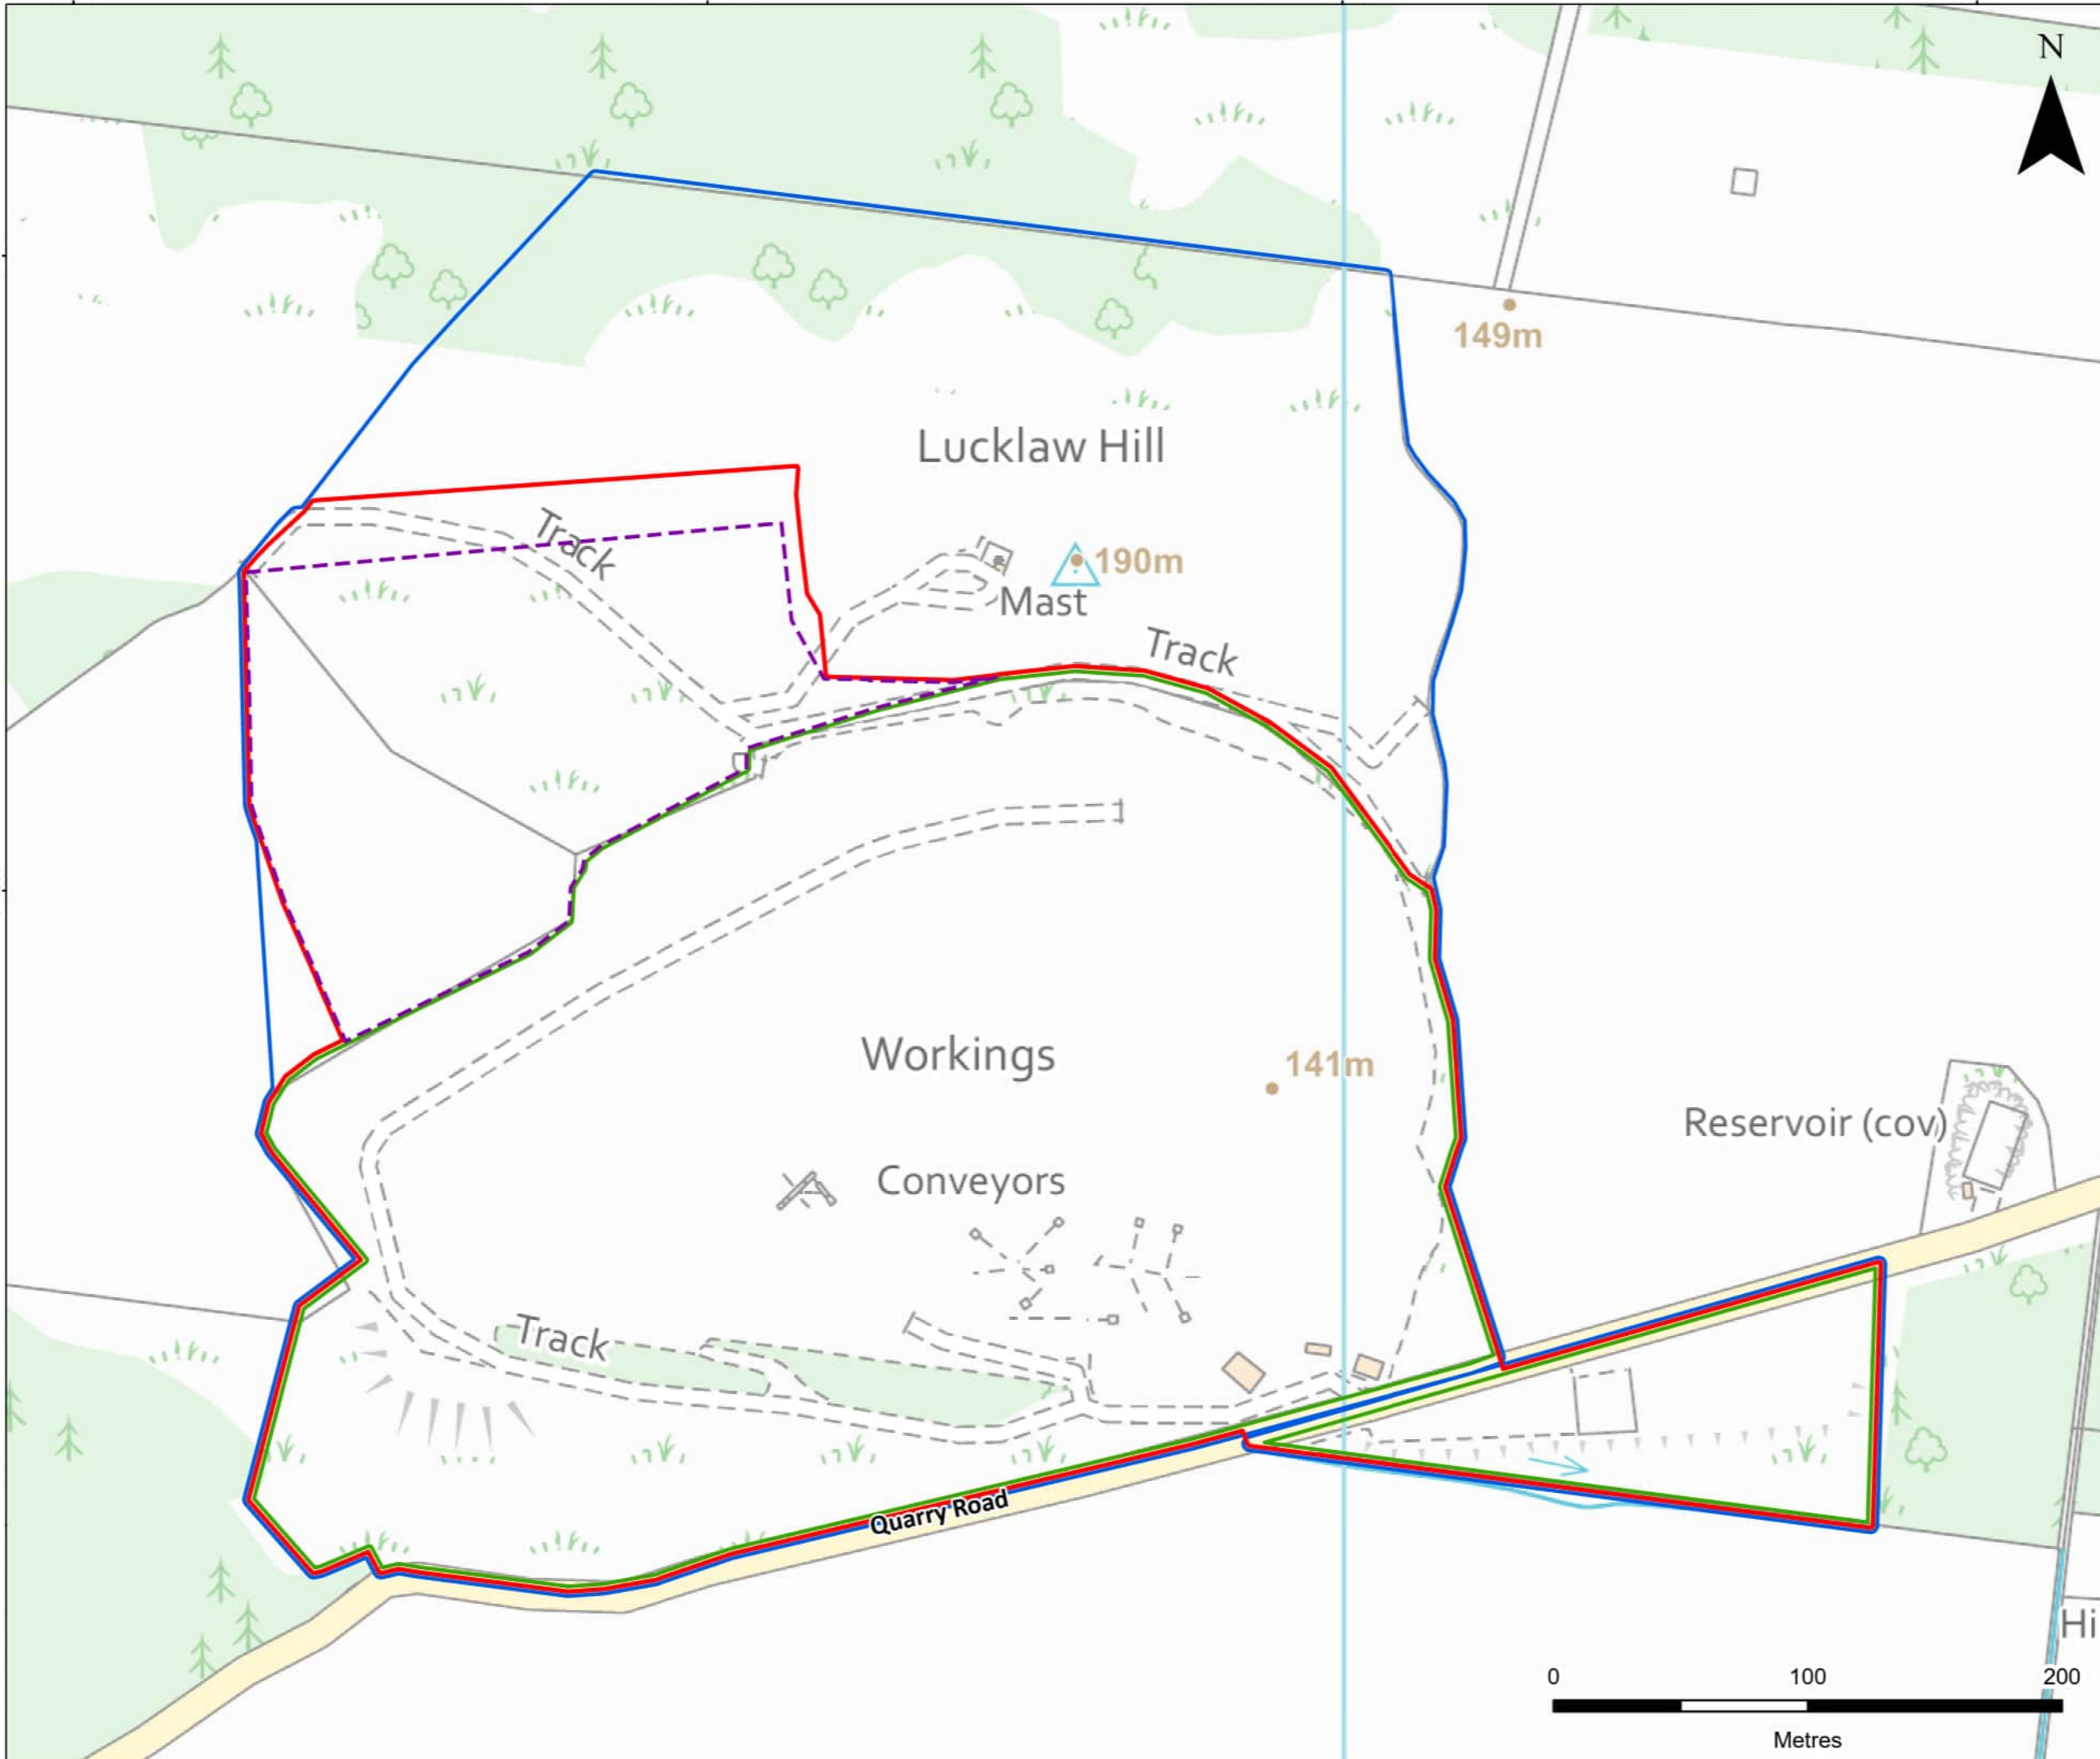 N
149m
Lucklaw Hill
Track
190m
Mast
Track
Workings
141m
Reservoir (cov)
Conveyors
Track
Quarry Road
Hi
0 100 200
Metres